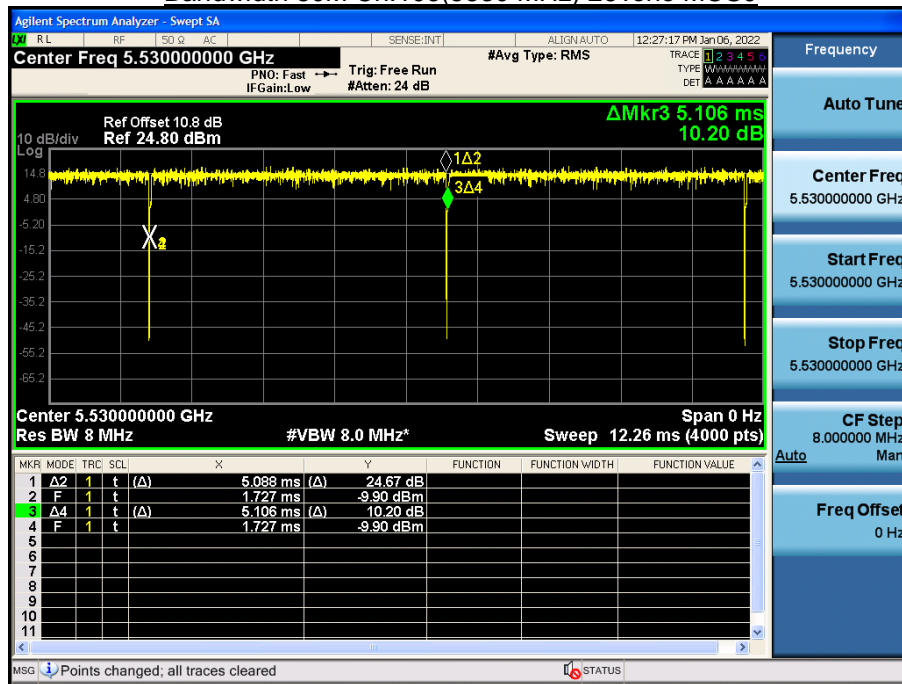 Agilent Spectrum Analyzer - Swept SA
LXI RL RF 50 Ω AC SENSE:INT ALIGN AUTO 12:27:17 PM Jan 06, 2022
Center Freq 5.530000000 GHz
PNO: Fast
IFGain:Low
Trig: Free Run
#Atten: 24 dB
#Avg Type: RMS
TRACE 1 2 3 4 5 6
TYPE WWWWWW
DET A A A A A A
Ref Offset 10.8 dB
10 dB/div Ref 24.80 dBm
Log
ΔMkr3 5.106 ms
10.20 dB
14.8
4.80
-5.20
-15.2
-25.2
-35.2
-45.2
-55.2
-65.2
1Δ2
3Δ4
Center 5.530000000 GHz Span 0 Hz
Res BW 8 MHz #VBW 8.0 MHz* Sweep 12.26 ms (4000 pts)
MKR MODE TRC SCL X Y FUNCTION FUNCTION WIDTH FUNCTION VALUE
1 Δ2 1 t (Δ) 5.088 ms (Δ) 24.67 dB
2 F 1 t 1.727 ms -9.90 dBm
3 Δ4 1 t (Δ) 5.106 ms (Δ) 10.20 dB
4 F 1 t 1.727 ms -9.90 dBm
5
6
7
8
9
10
11
MSG Points changed; all traces cleared STATUS
Frequency
Auto Tune
Center Freq
5.530000000 GHz
Start Freq
5.530000000 GHz
Stop Freq
5.530000000 GHz
CF Step
8.000000 MHz
Auto Man
Freq Offset
0 Hz